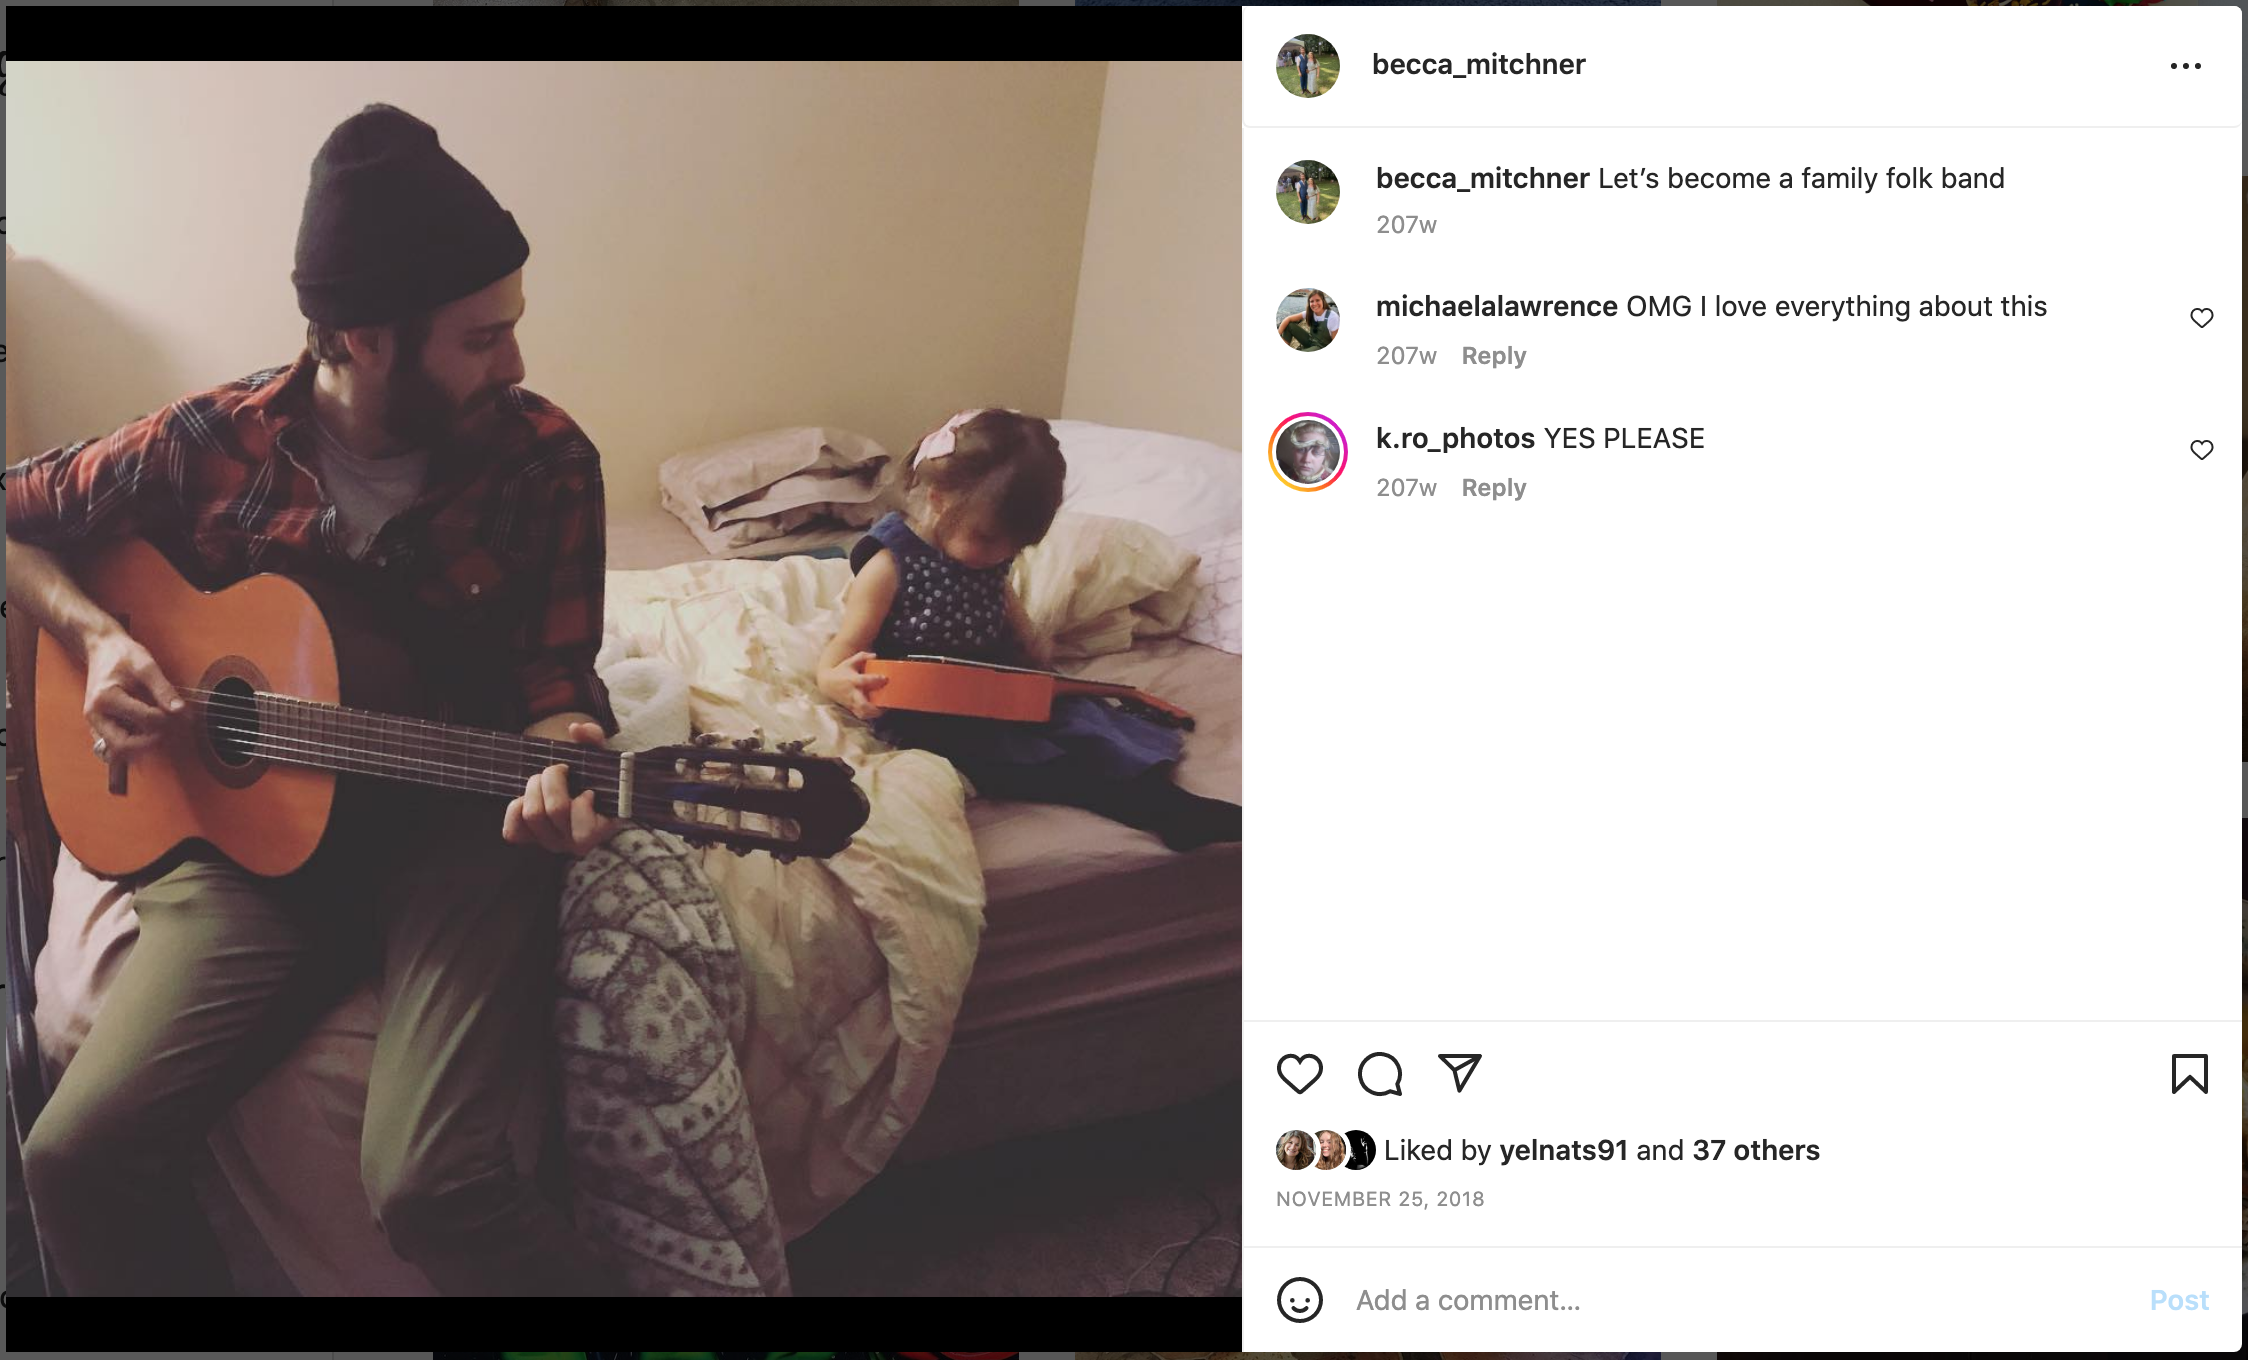 becca_mitchner
becca_mitchner Let’s become a family folk band
207w
michaelalawrence OMG I love everything about this
207w Reply
k.ro_photos YES PLEASE
207w Reply
Liked by yelnats91 and 37 others
NOVEMBER 25, 2018
Add a comment...
Post